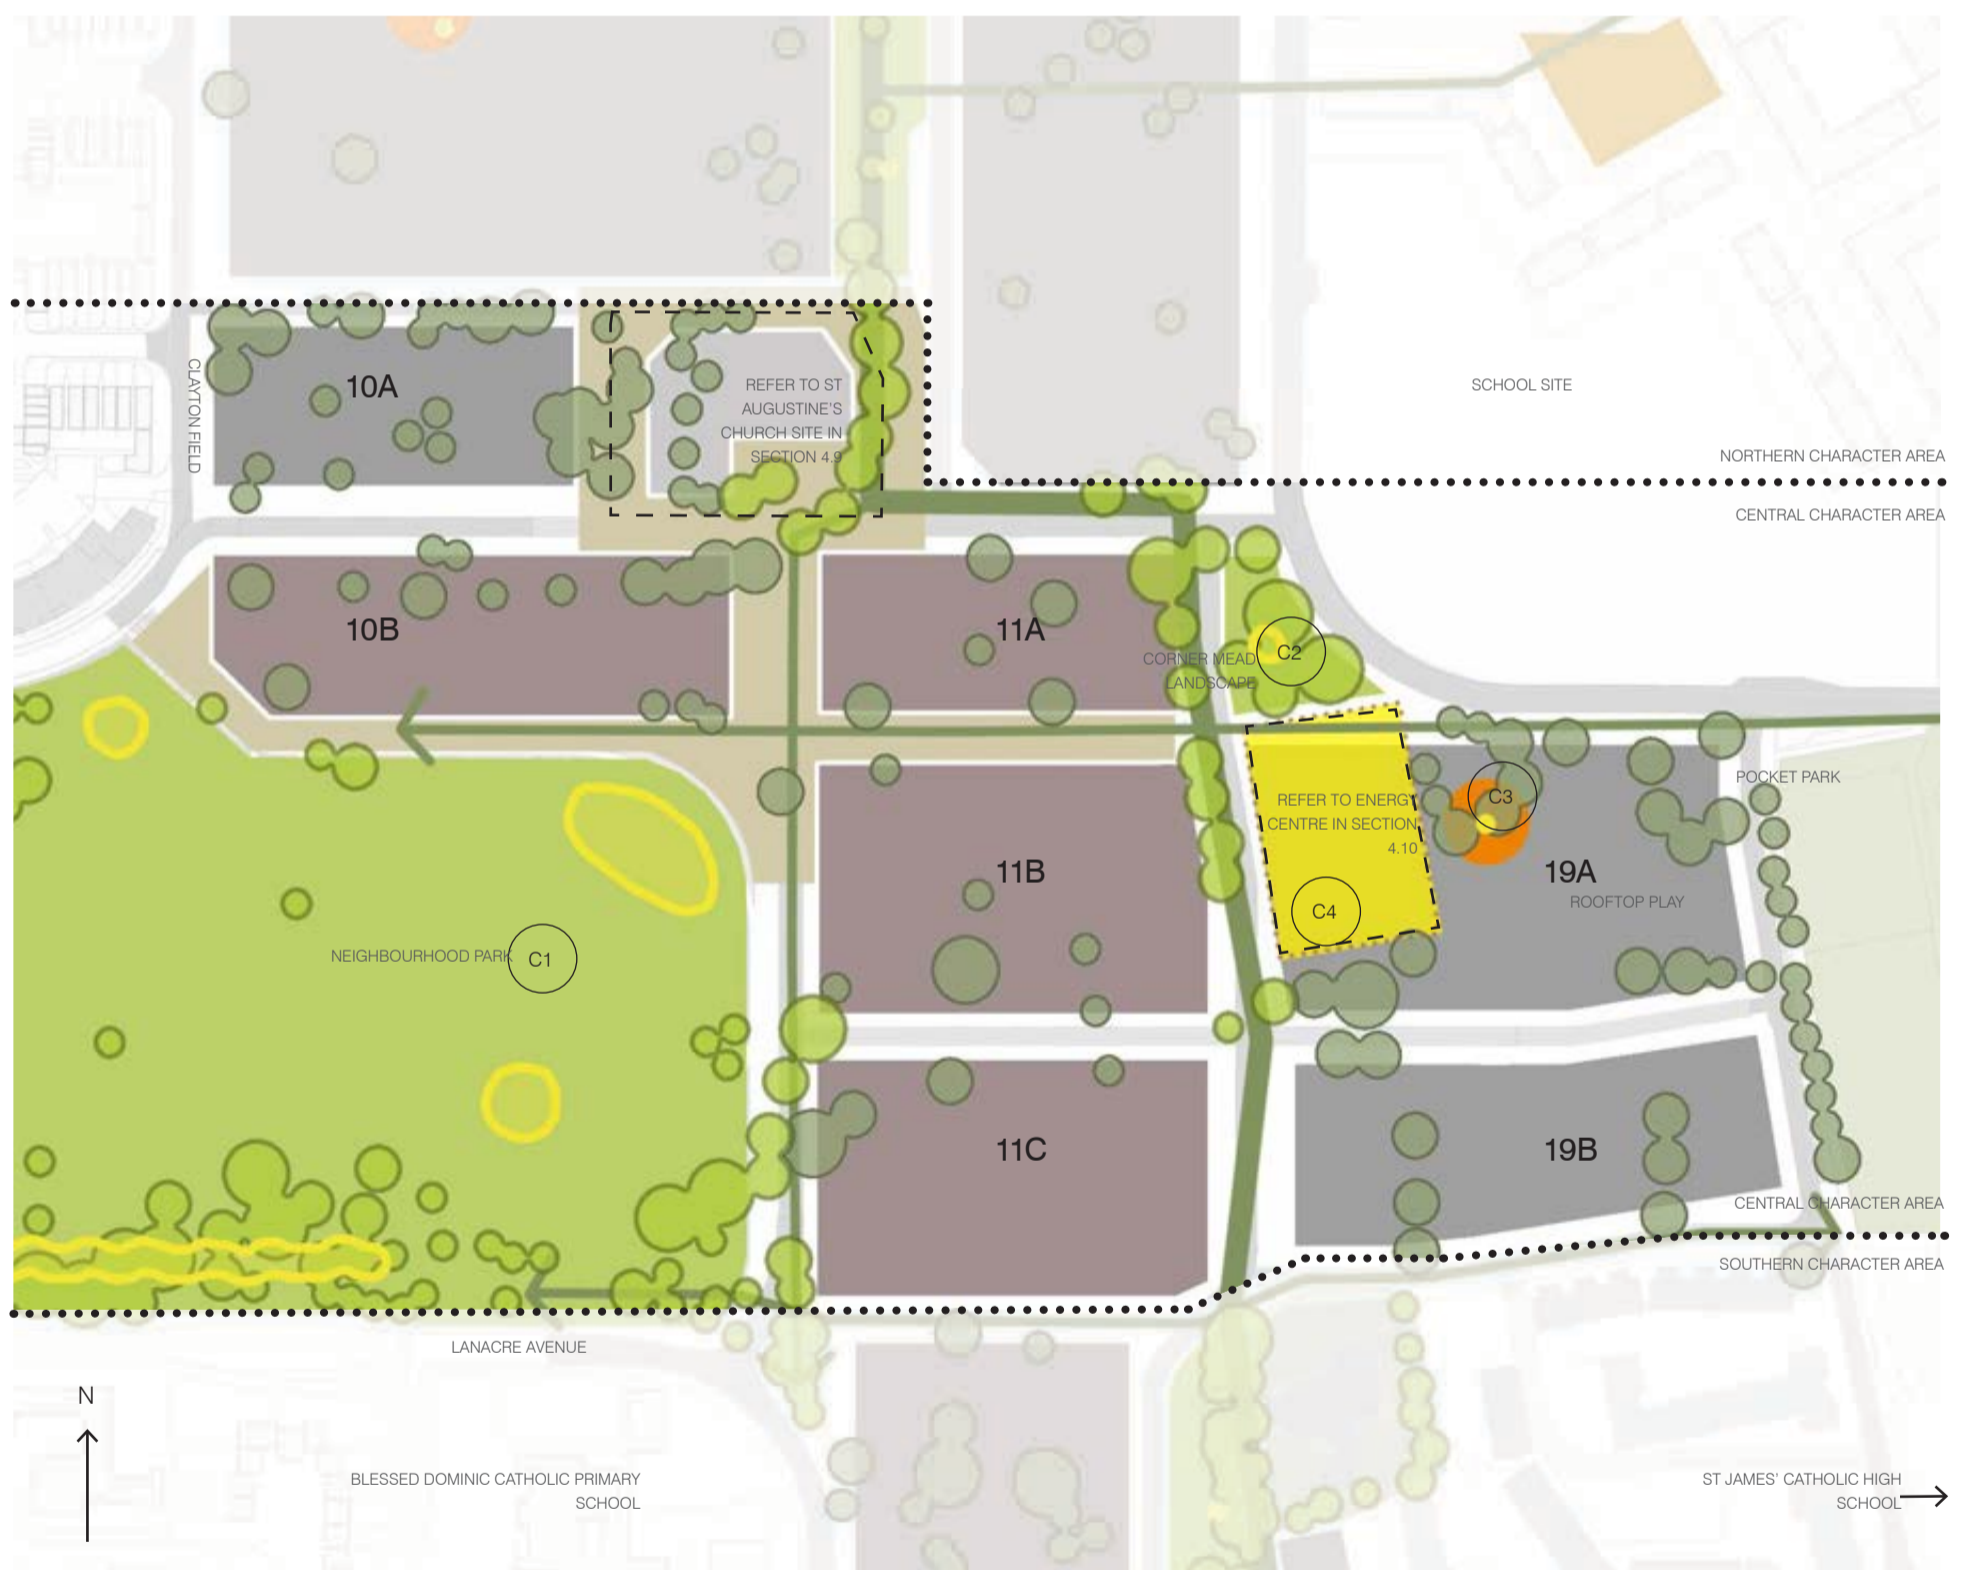 CLAYTON FIELD
10A
REFER TO ST
AUGUSTINE'S
CHURCH SITE IN
SECTION 4.9
SCHOOL SITE
NORTHERN CHARACTER AREA
CENTRAL CHARACTER AREA
10B
11A
CORNER MEAD
LANDSCAPE
C2
REFER TO ENERGY
CENTRE IN SECTION
4.10
C4
C3
19A
ROOFTOP PLAY
POCKET PARK
11B
NEIGHBOURHOOD PARK
C1
11C
19B
CENTRAL CHARACTER AREA
SOUTHERN CHARACTER AREA
LANACRE AVENUE
N
BLESSED DOMINIC CATHOLIC PRIMARY
SCHOOL
ST JAMES' CATHOLIC HIGH
SCHOOL